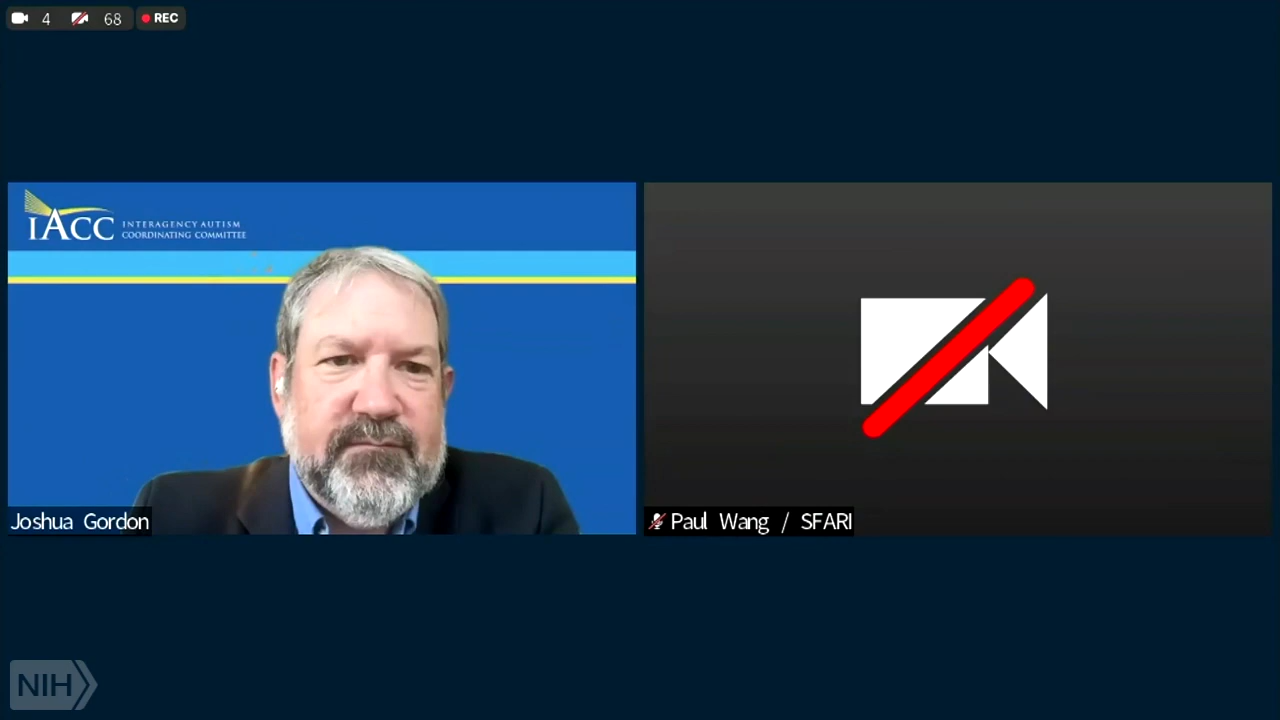 4 68 REC
IACC INTERAGENCY AUTISM
COORDINATING COMMITTEE
Joshua Gordon
Paul Wang / SFARI
NIH